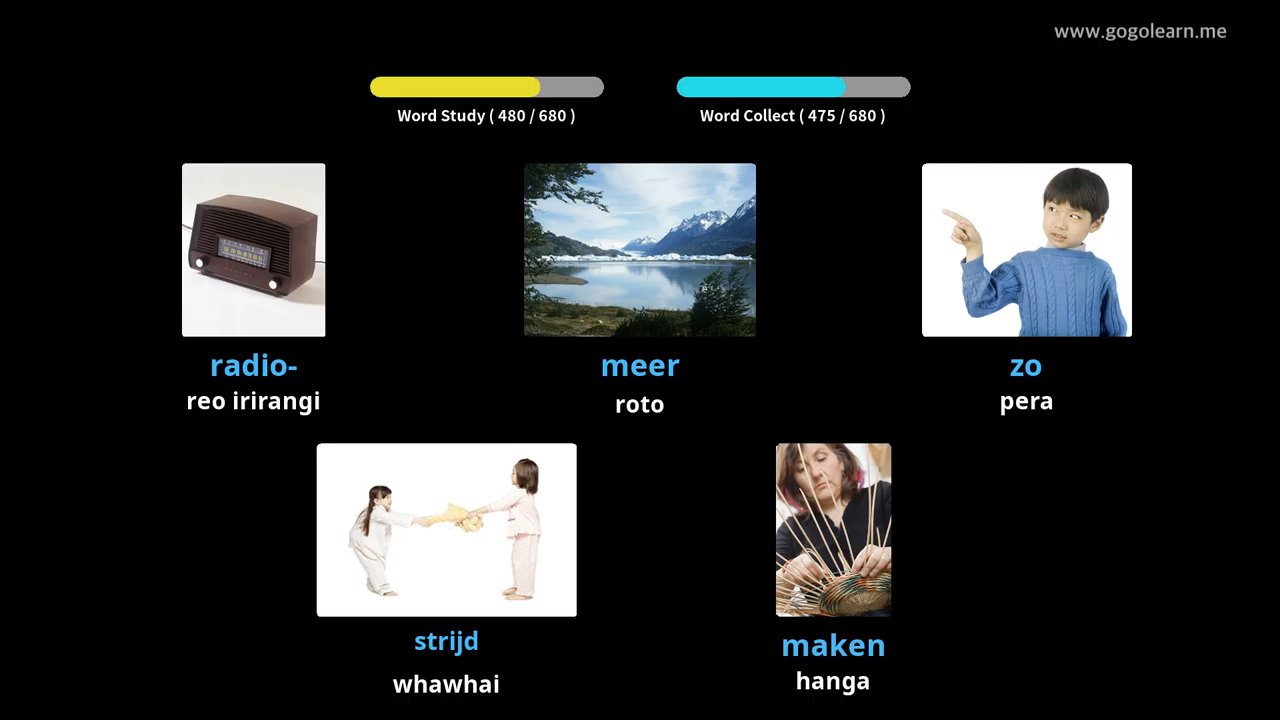 www.gogolearn.me
Word Study ( 480 / 680 )
Word Collect ( 475 / 680 )
radio-
reo irirangi
meer
roto
zo
pera
strijd
whawhai
maken
hanga